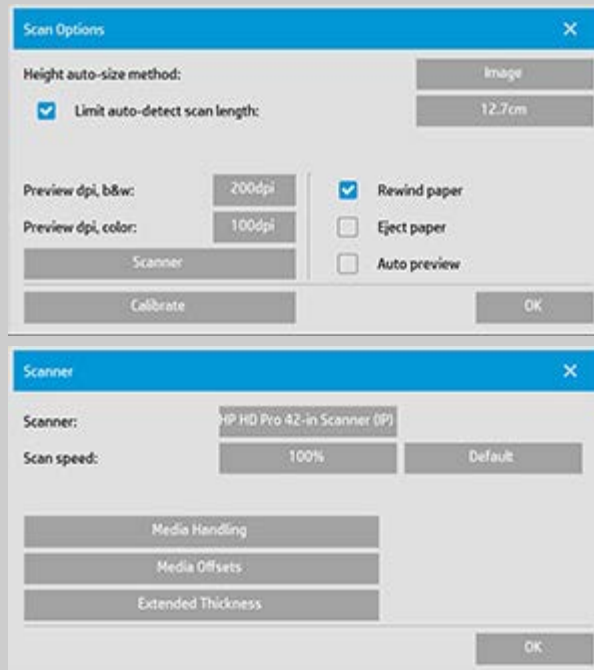 Scan Options
Height auto-size method: Image
Limit auto-detect scan length: 12.7cm
Preview dpi, b&w: 200dpi
Rewind paper
Preview dpi, color: 100dpi
Eject paper
Scanner
Auto preview
Calibrate
OK
Scanner
Scanner: HP HD Pro 42-in Scanner (IP)
Scan speed: 100% Default
Media Handling
Media Offsets
Extended Thickness
OK